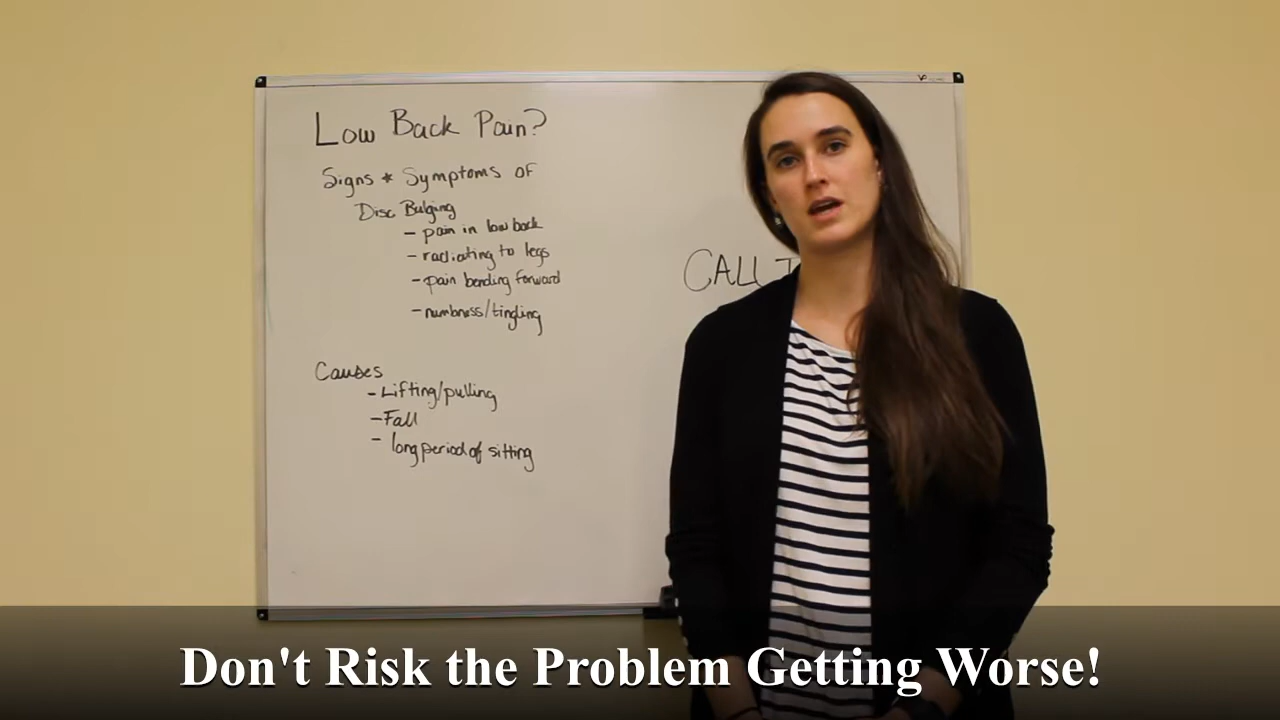 Low Back Pain?
Signs * Symptoms of
Disc Bulging
- pain in low back
- radiating to legs
- pain bending forward
- numbness/tingling
Causes
- Lifting/pulling
- Fall
- long period of sitting
CALL
Don't Risk the Problem Getting Worse!